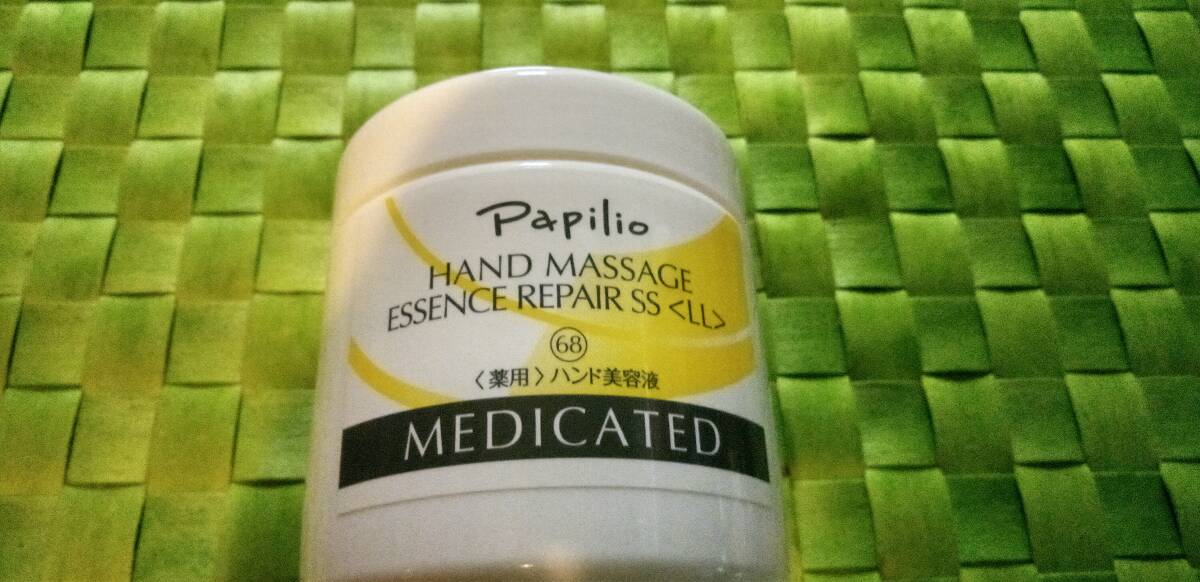 Papilio
HAND MASSAGE
ESSENCE REPAIR SS <LL>
68
〈薬用〉ハンド美容液
MEDICATED